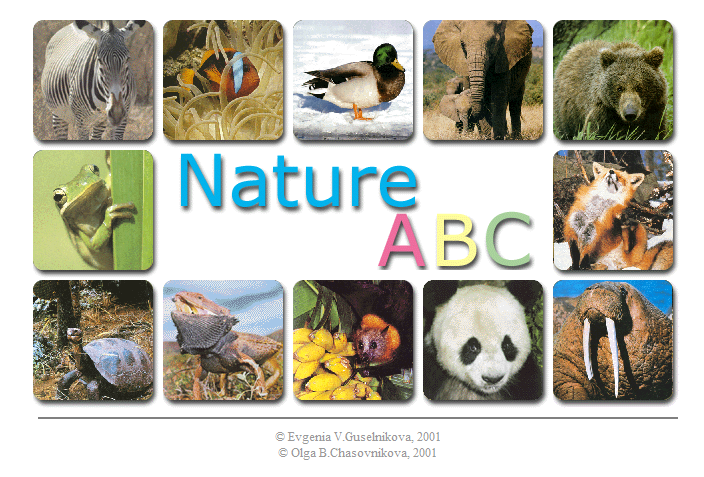 Nature
ABC
© Evgenia V.Guselnikova, 2001
© Olga B.Chasovnikova, 2001